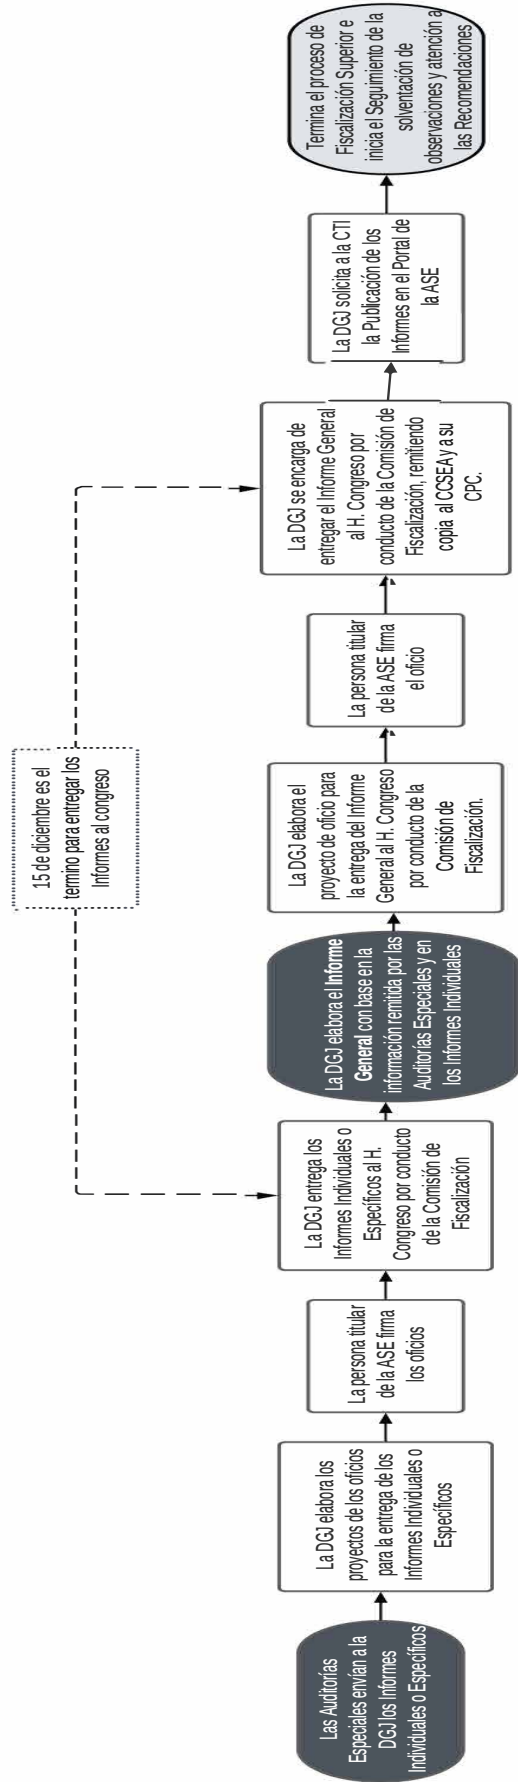 Las Auditorías
Especiales envían a la
DGJ los Informes
Individuales o Específicos
La DGJ elabora los
proyectos de los oficios
para la entrega de los
Informes Individuales o
Específicos
La persona titular
de la ASE firma
los oficios
La DGJ entrega los
Informes Individuales o
Específicos al H.
Congreso por conducto
de la Comisión de
Fiscalización
15 de diciembre es el
termino para entregar los
Informes al congreso
La DGJ elabora el Informe
General con base en la
información remitida por las
Auditorías Especiales y en
los Informes Individuales
La DGJ elabora el
proyecto de oficio para
la entrega del Informe
General al H. Congreso
por conducto de la
Comisión de
Fiscalización.
La persona titular
de la ASE firma
el oficio
La DGJ se encarga de
entregar el Informe General
al H. Congreso por
conducto de la Comisión de
Fiscalización, remitiendo
copia al CCSEA y a su
CPC.
La DGJ solicita a la CTI
la Publicación de los
Informes en el Portal de
la ASE
Termina el proceso de
Fiscalización Superior e
inicia el Seguimiento de la
solventación de
observaciones y atención a
las Recomendaciones